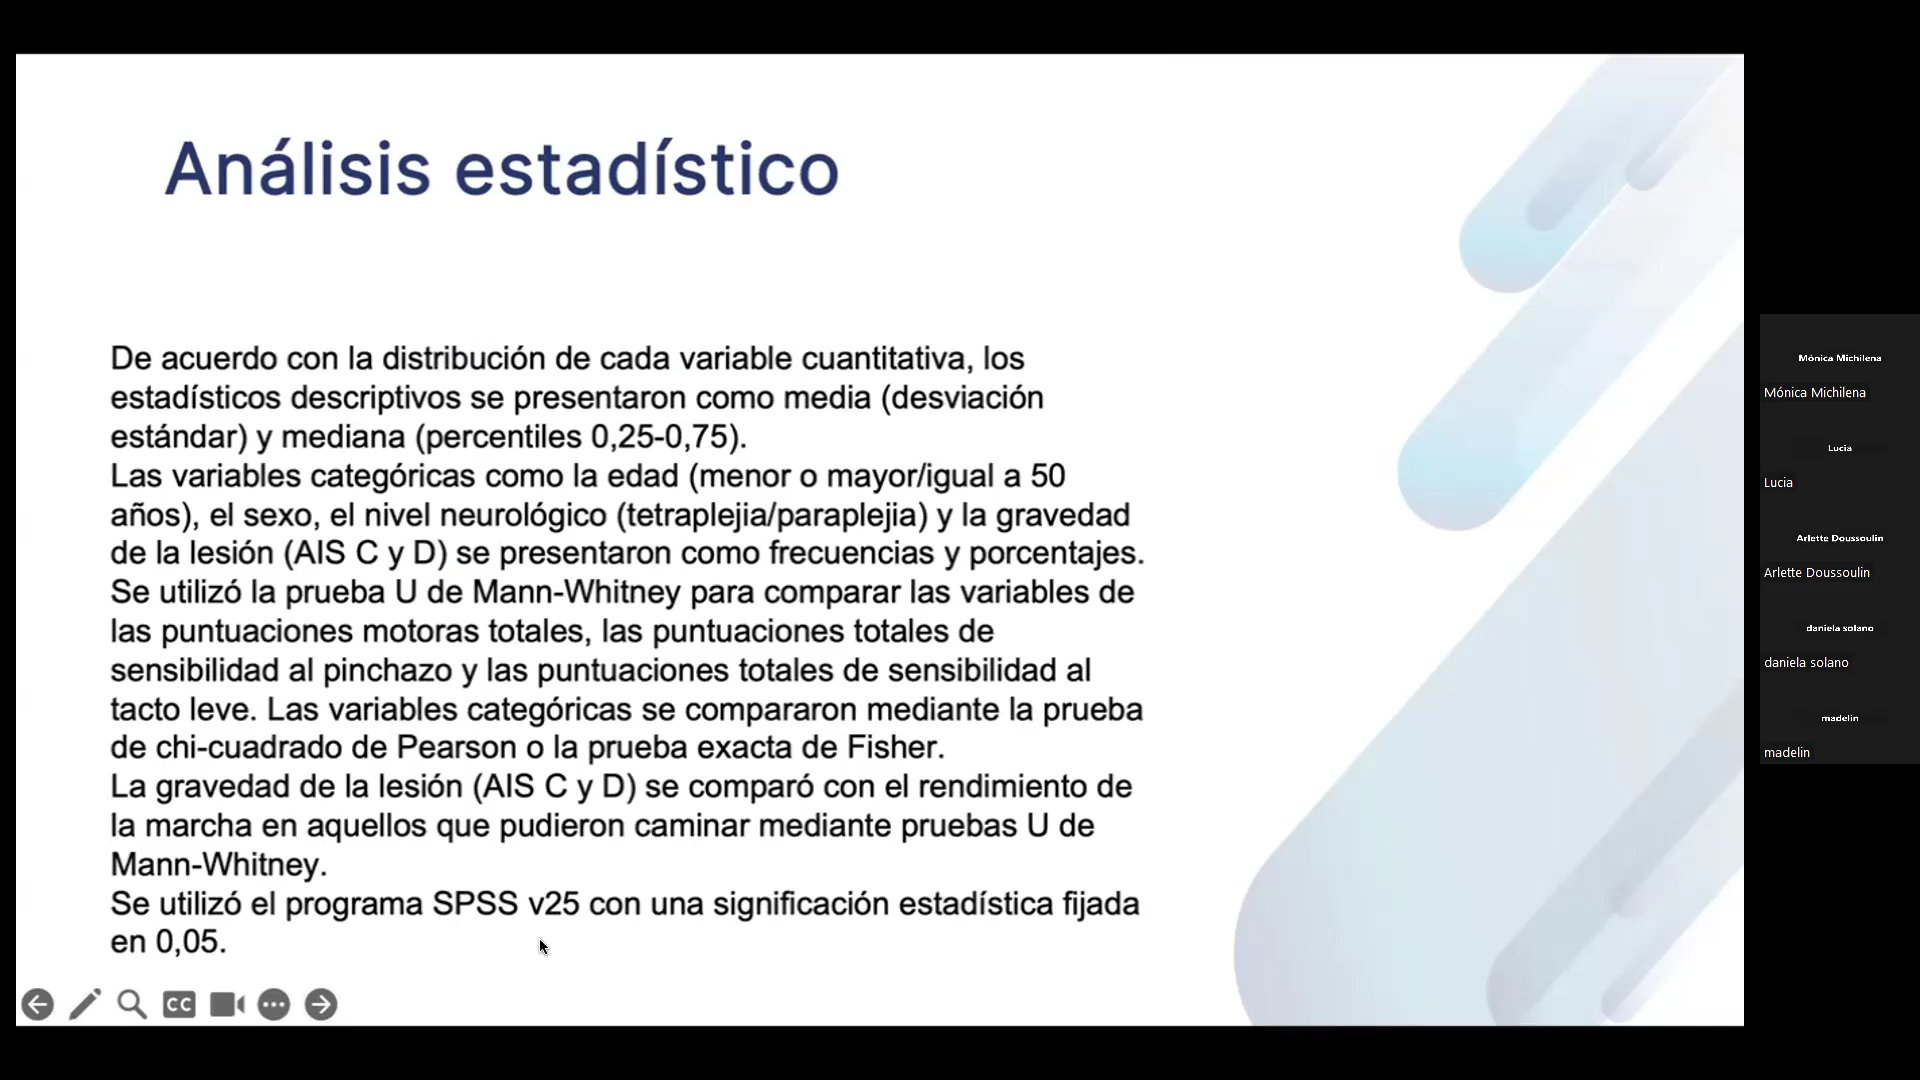 Análisis estadístico
De acuerdo con la distribución de cada variable cuantitativa, los
estadísticos descriptivos se presentaron como media (desviación
estándar) y mediana (percentiles 0,25-0,75).
Las variables categóricas como la edad (menor o mayor/igual a 50
años), el sexo, el nivel neurológico (tetraplejia/paraplejia) y la gravedad
de la lesión (AIS C y D) se presentaron como frecuencias y porcentajes.
Se utilizó la prueba U de Mann-Whitney para comparar las variables de
las puntuaciones motoras totales, las puntuaciones totales de
sensibilidad al pinchazo y las puntuaciones totales de sensibilidad al
tacto leve. Las variables categóricas se compararon mediante la prueba
de chi-cuadrado de Pearson o la prueba exacta de Fisher.
La gravedad de la lesión (AIS C y D) se comparó con el rendimiento de
la marcha en aquellos que pudieron caminar mediante pruebas U de
Mann-Whitney.
Se utilizó el programa SPSS v25 con una significación estadística fijada
en 0,05.
CC
Mónica Michilena
Mónica Michilena
Lucia
Lucia
Arlette Doussoulin
Arlette Doussoulin
daniela solano
daniela solano
madelin
madelin